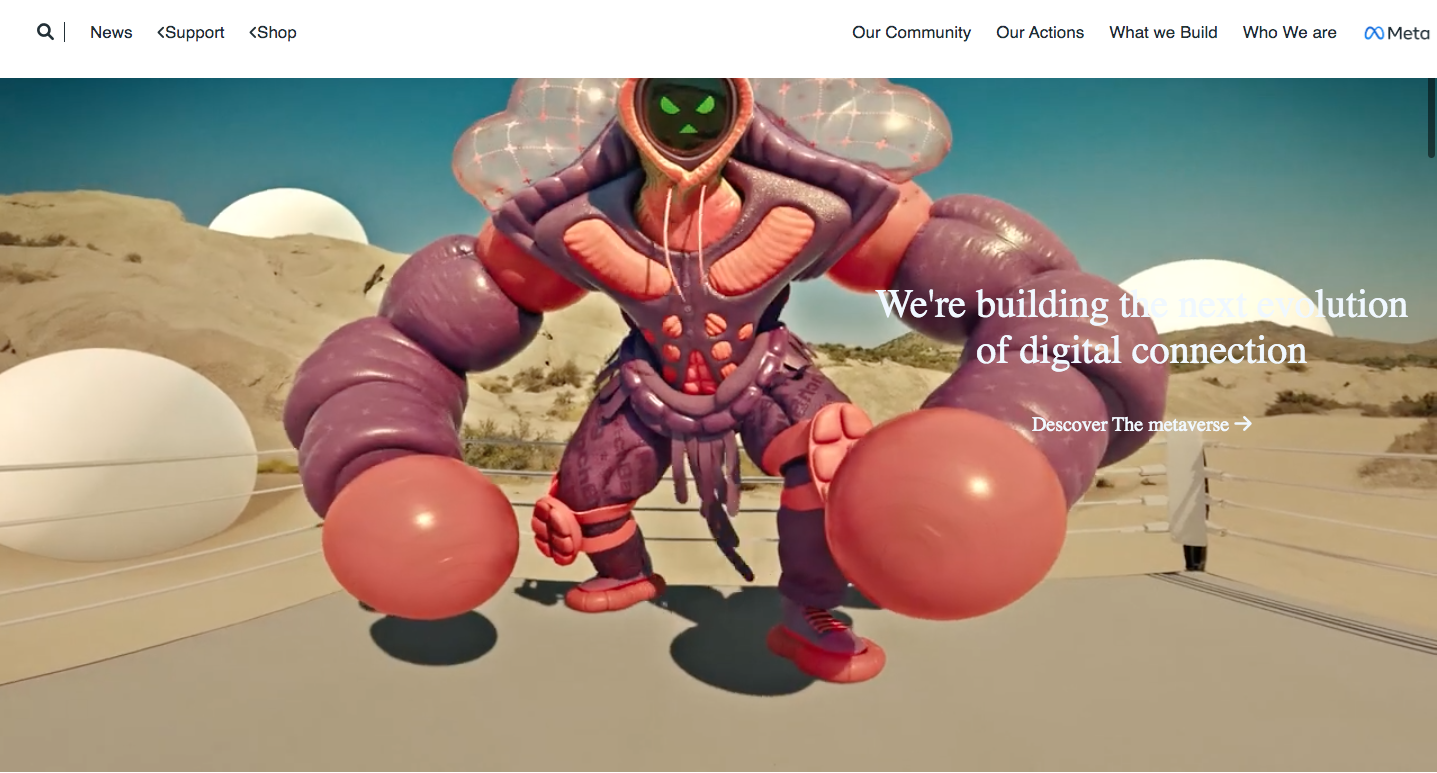 News
Support
Shop
Our Community
Our Actions
What we Build
Who We are
Meta
We're building the next evolution
of digital connection
Descover The metaverse